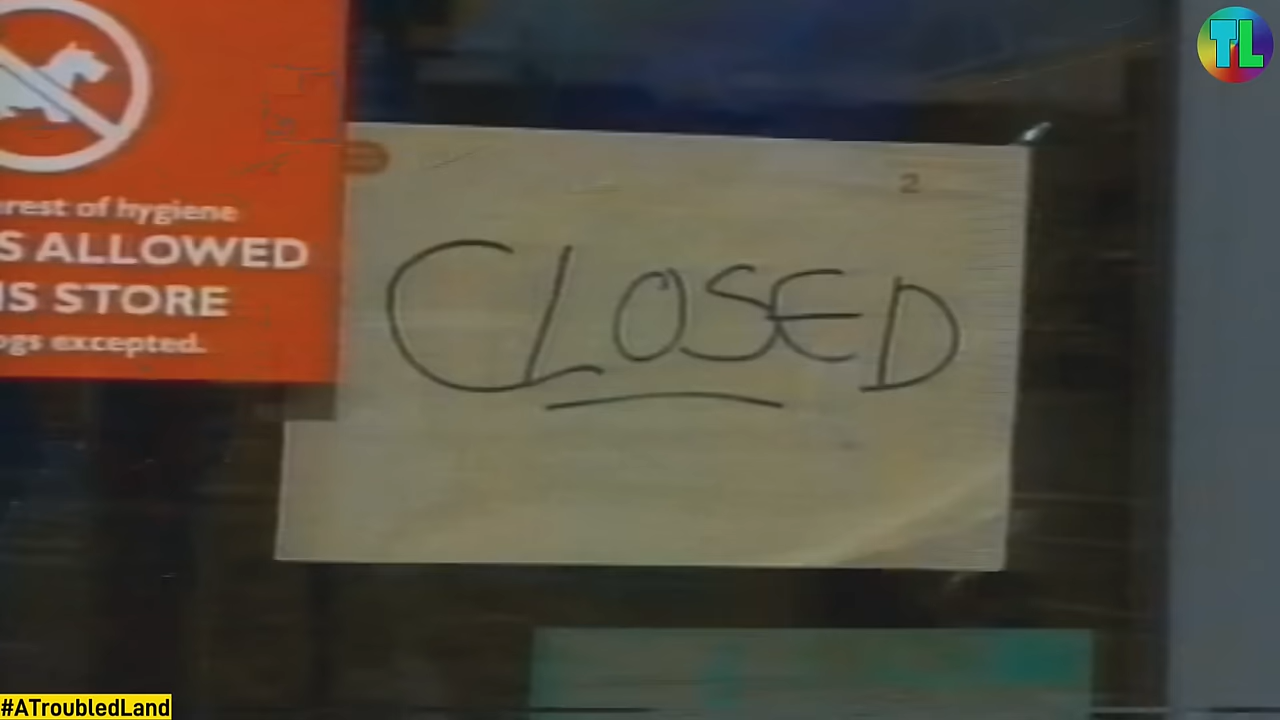 rest of hygiene
S ALLOWED
IS STORE
ogs excepted.
2
CLOSED
TL
#ATroubledLand